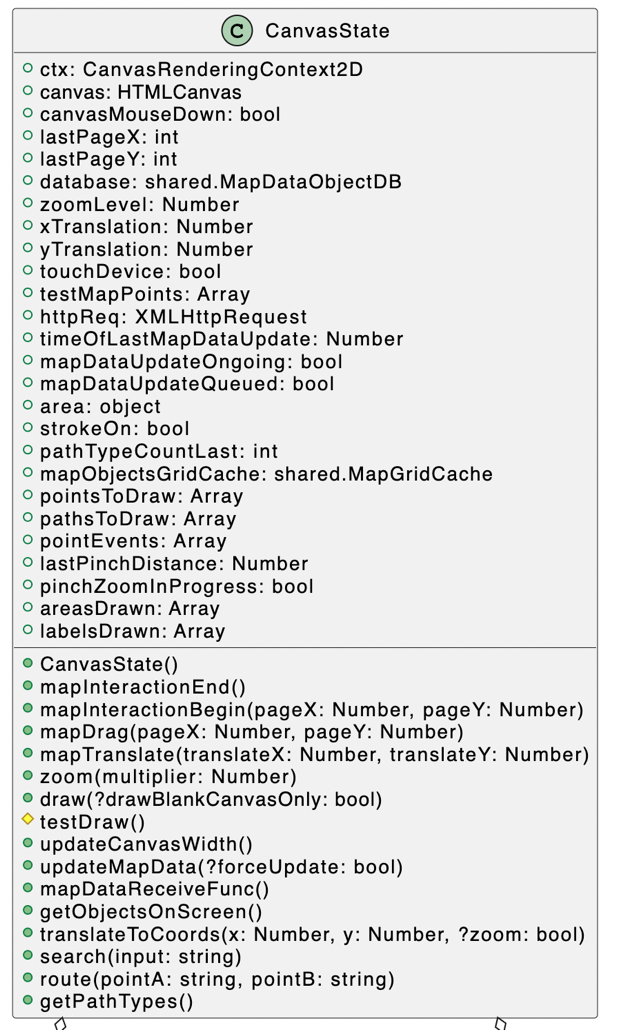 C CanvasState
ctx: CanvasRenderingContext2D
canvas: HTMLCanvas
canvasMouseDown: bool
lastPageX: int
lastPageY: int
database: shared.MapDataObjectDB
zoomLevel: Number
xTranslation: Number
yTranslation: Number
touchDevice: bool
testMapPoints: Array
httpReq: XMLHttpRequest
timeOfLastMapDataUpdate: Number
mapDataUpdateOngoing: bool
mapDataUpdateQueued: bool
area: object
strokeOn: bool
pathTypeCountLast: int
mapObjectsGridCache: shared.MapGridCache
pointsToDraw: Array
pathsToDraw: Array
pointEvents: Array
lastPinchDistance: Number
pinchZoomInProgress: bool
areasDrawn: Array
labelsDrawn: Array
CanvasState()
mapInteractionEnd()
mapInteractionBegin(pageX: Number, pageY: Number)
mapDrag(pageX: Number, pageY: Number)
mapTranslate(translateX: Number, translateY: Number)
zoom(multiplier: Number)
draw(?drawBlankCanvasOnly: bool)
testDraw()
updateCanvasWidth()
updateMapData(?forceUpdate: bool)
mapDataReceiveFunc()
getObjectsOnScreen()
translateToCoords(x: Number, y: Number, ?zoom: bool)
search(input: string)
route(pointA: string, pointB: string)
getPathTypes()